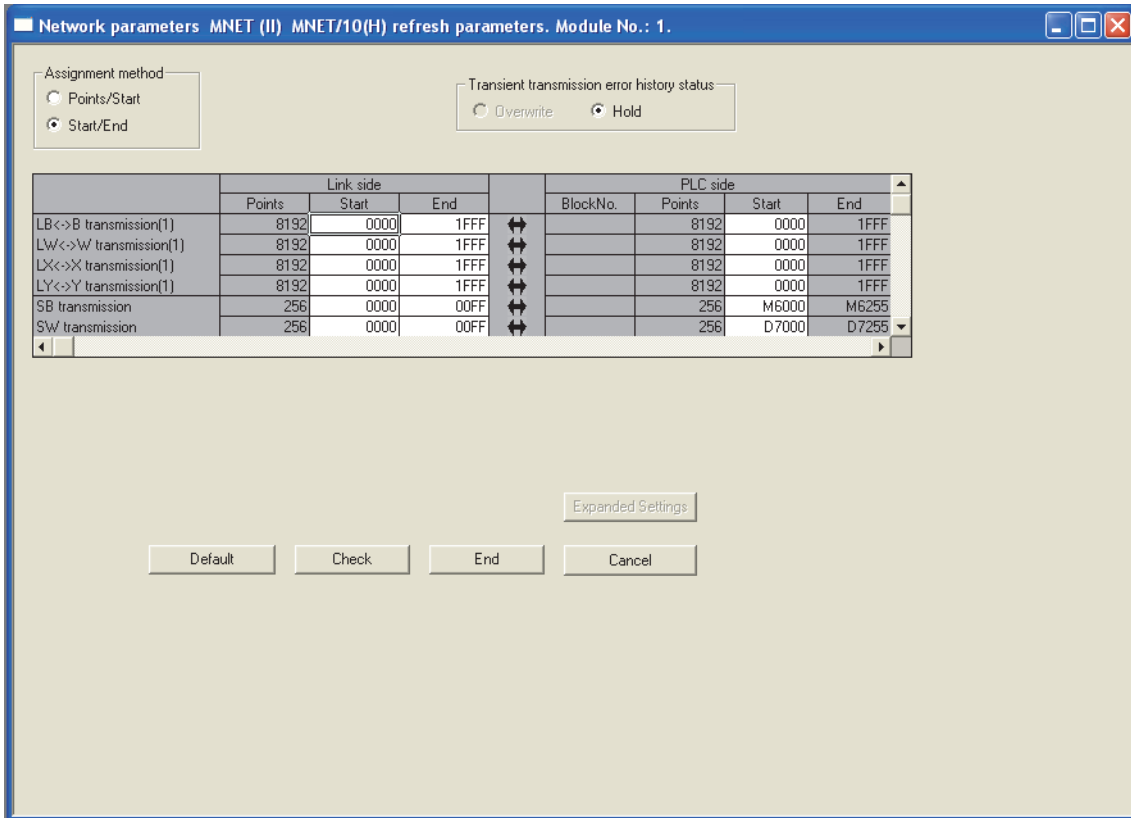 Network parameters MNET (II) MNET/10(H) refresh parameters. Module No.: 1.
Assignment method
Points/Start
Start/End
Transient transmission error history status
Overwrite Hold
Link side PLC side
Points Start End BlockNo. Points Start End
LB<->B transmission(1) 8192 0000 1FFF 8192 0000 1FFF
LW<->W transmission(1) 8192 0000 1FFF 8192 0000 1FFF
LX<->X transmission(1) 8192 0000 1FFF 8192 0000 1FFF
LY<->Y transmission(1) 8192 0000 1FFF 8192 0000 1FFF
SB transmission 256 0000 00FF 256 M6000 M6255
SW transmission 256 0000 00FF 256 D7000 D7255
Expanded Settings
Default Check End Cancel